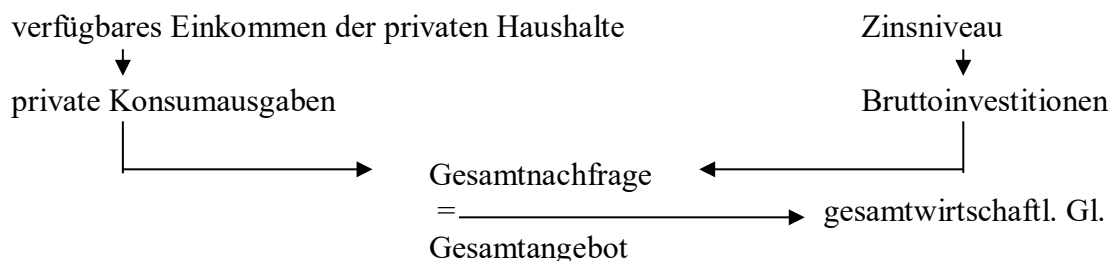 verfügbares Einkommen der privaten Haushalte
Zinsniveau
private Konsumausgaben
Bruttoinvestitionen
Gesamtnachfrage
=
gesamtwirtschaftl. Gl.
Gesamtangebot